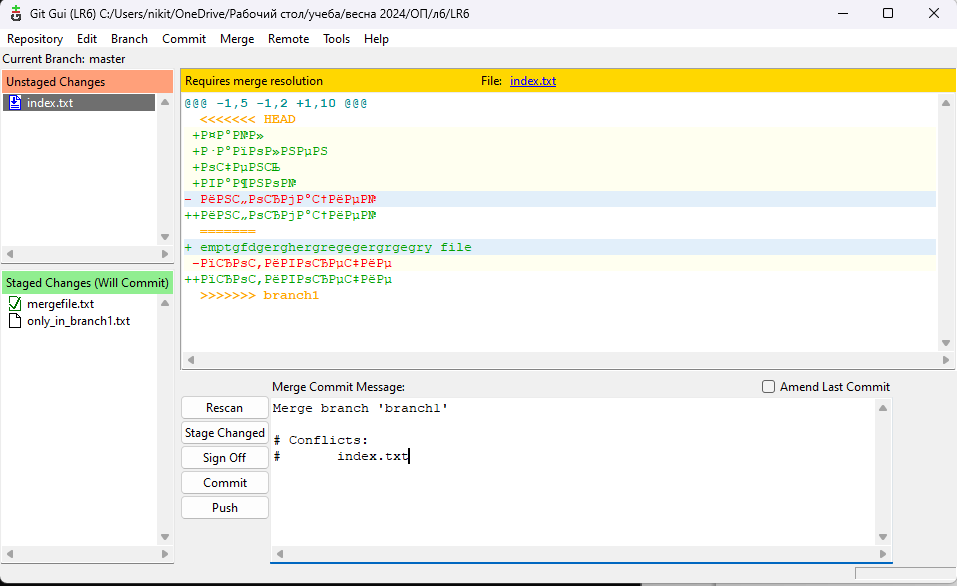 Git Gui (LR6) C:/Users/nikit/OneDrive/Рабочий стол/учеба/весна 2024/ОП/л6/LR6
Repository Edit Branch Commit Merge Remote Tools Help
Current Branch: master
Unstaged Changes
index.txt
Staged Changes (Will Commit)
mergefile.txt
only_in_branch1.txt
Requires merge resolution File: index.txt
@@@ -1,5 -1,2 +1,10 @@@
<<<<<<< HEAD
+Р¤Р°Р№Р»
+Р·Р°РїРѕР»РЅРµРЅ
+РѕС‡РµРЅСЊ
+РІР°Р¶РЅРѕР№
- РёРЅС„РѕСЂРјР°С†РёРµР№
++РёРЅС„РѕСЂРјР°С†РёРµР№
=======
+ emptgfdgerghergregegergrgegry file
-РїСЂРѕС‚РёРІРѕСЂРµС‡РёРµ
++РїСЂРѕС‚РёРІРѕСЂРµС‡РёРµ
>>>>>>> branch1
Merge Commit Message:
Amend Last Commit
Rescan
Stage Changed
Sign Off
Commit
Push
Merge branch 'branch1'
# Conflicts:
# index.txt